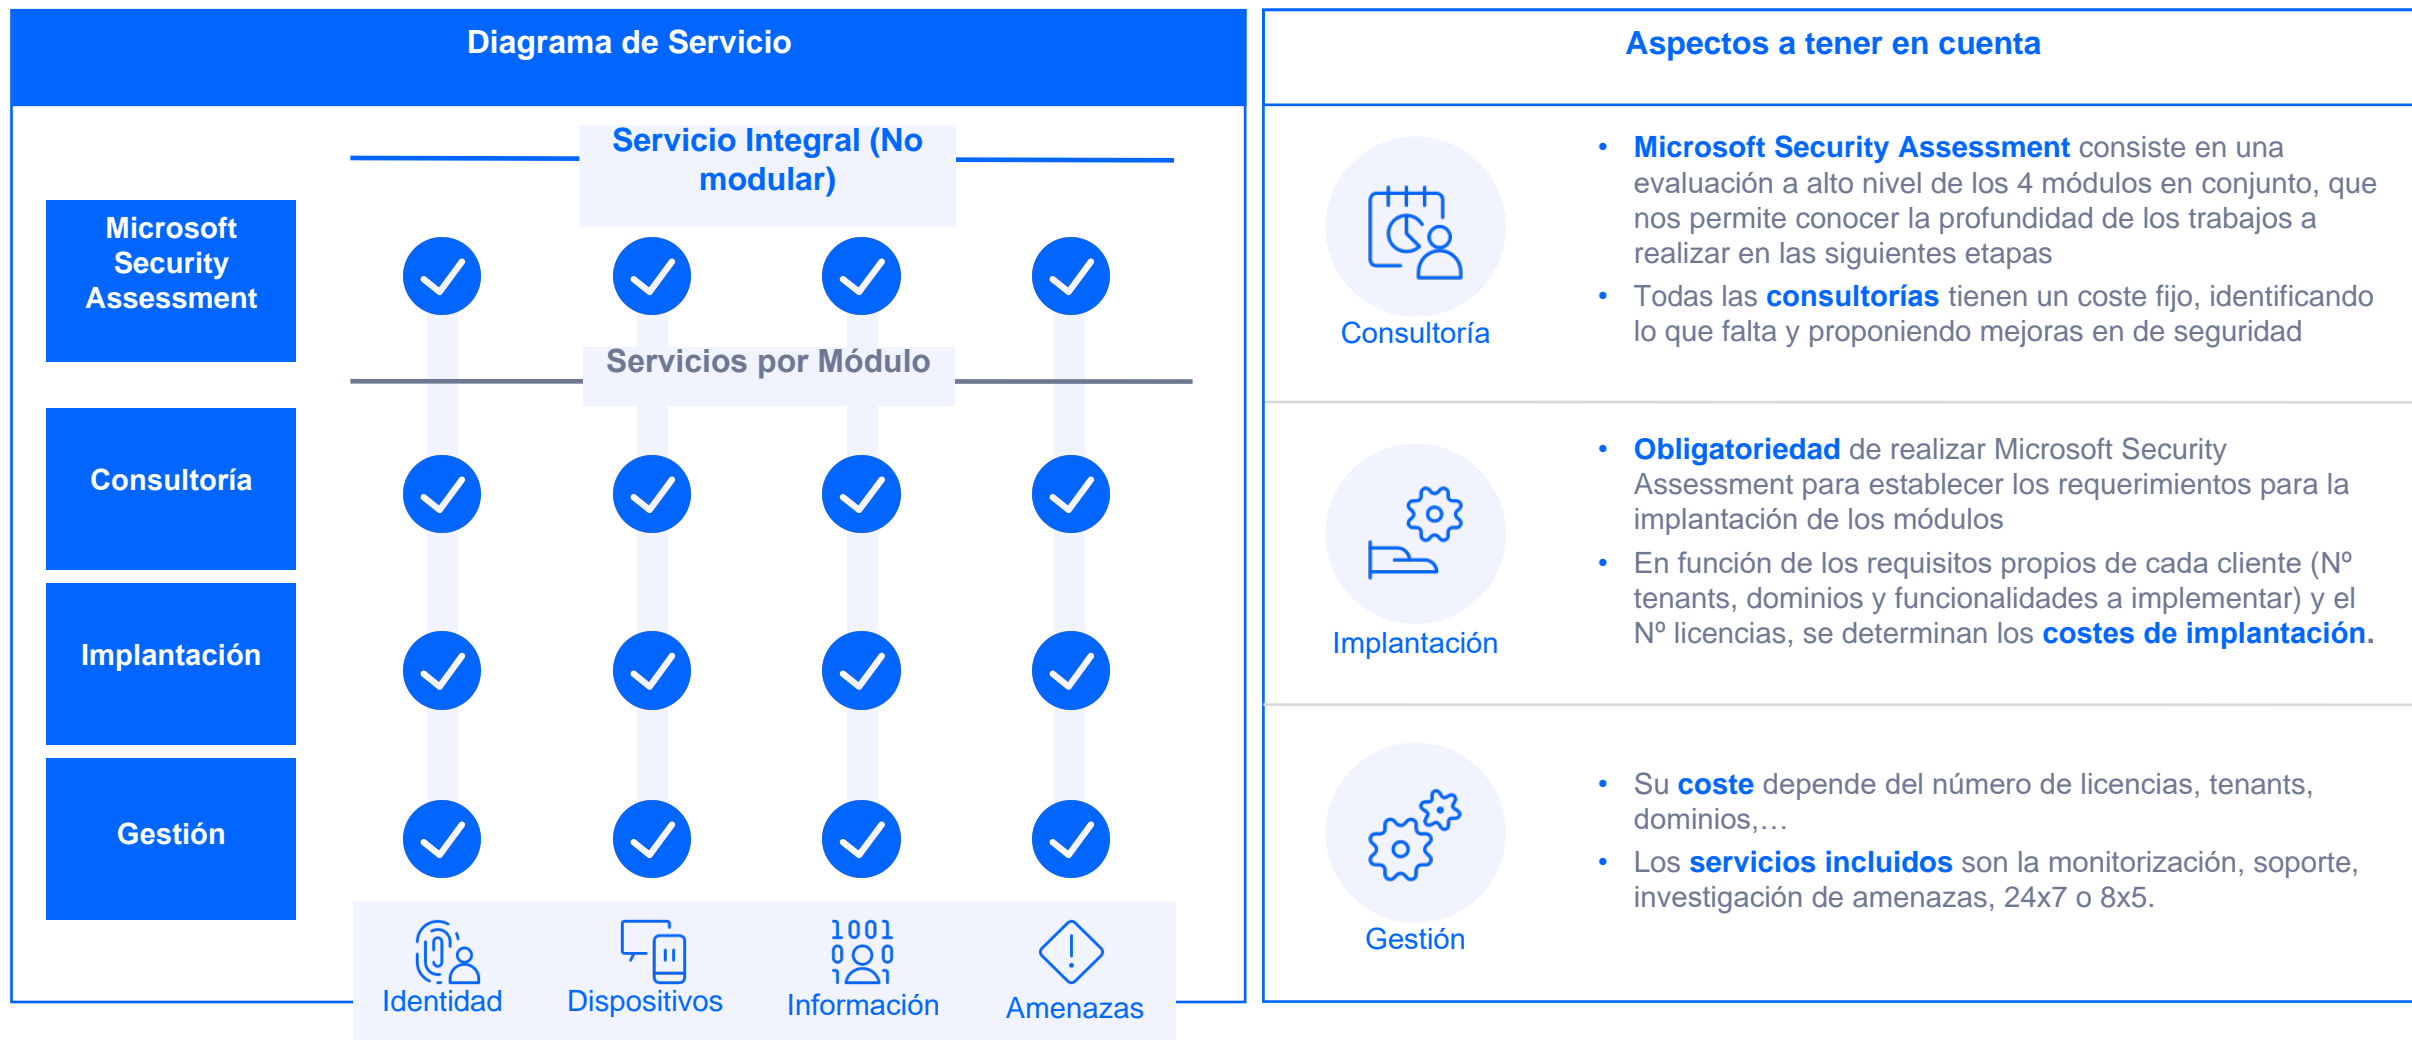 Diagrama de Servicio
Servicio Integral (No
modular)
Microsoft
Security
Assessment
Servicios por Módulo
Consultoría
Implantación
Gestión
1001
0 0
1 1
Identidad
Dispositivos
Información
Amenazas
Aspectos a tener en cuenta
Consultoría
• Microsoft Security Assessment consiste en una
evaluación a alto nivel de los 4 módulos en conjunto, que
nos permite conocer la profundidad de los trabajos a
realizar en las siguientes etapas
• Todas las consultorías tienen un coste fijo, identificando
lo que falta y proponiendo mejoras en de seguridad
Implantación
• Obligatoriedad de realizar Microsoft Security
Assessment para establecer los requerimientos para la
implantación de los módulos
• En función de los requisitos propios de cada cliente (Nº
tenants, dominios y funcionalidades a implementar) y el
Nº licencias, se determinan los costes de implantación.
Gestión
• Su coste depende del número de licencias, tenants,
dominios,…
• Los servicios incluidos son la monitorización, soporte,
investigación de amenazas, 24x7 o 8x5.